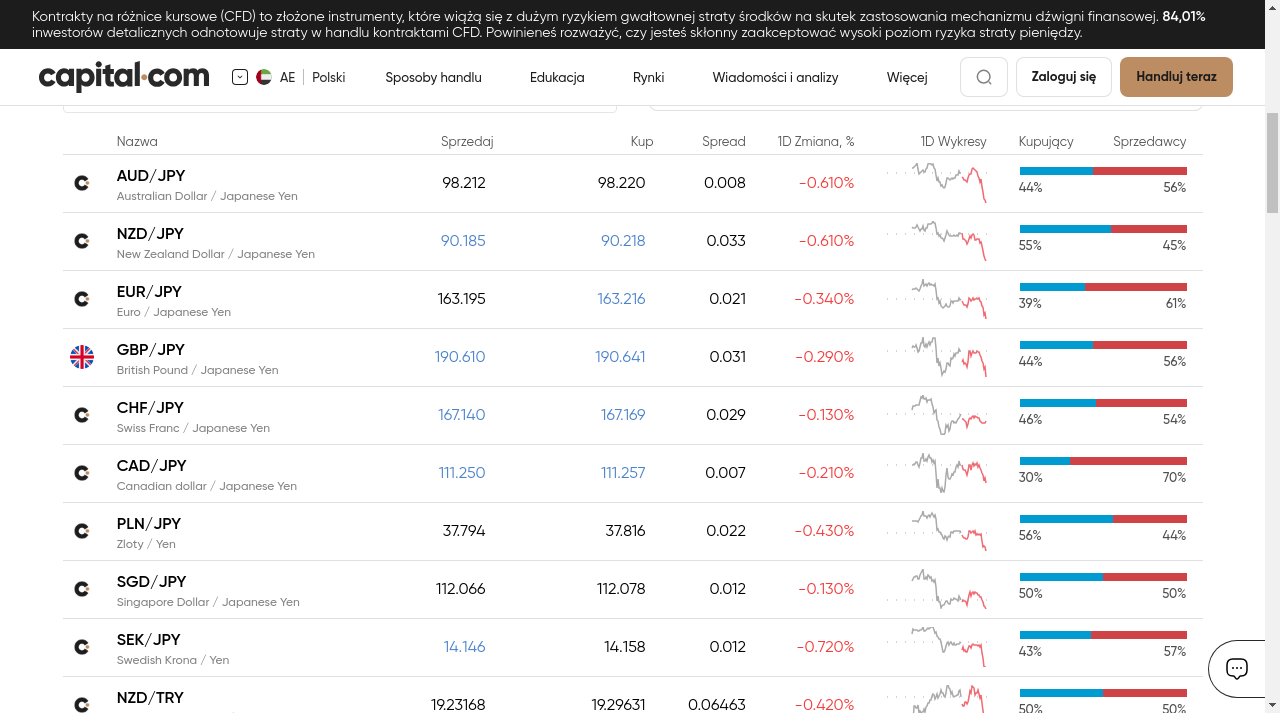 Kontrakty na różnice kursowe (CFD) to złożone instrumenty, które wiążą się z dużym ryzykiem gwałtownej straty środków na skutek zastosowania mechanizmu dźwigni finansowej. 84,01%
inwestorów detalicznych odnotowuje straty w handlu kontraktami CFD. Powinieneś rozważyć, czy jesteś skłonny zaakceptować wysoki poziom ryzyka straty pieniędzy.
capital.com AE Polski Sposoby handlu Edukacja Rynki Wiadomości i analizy Więcej Zaloguj się Handluj teraz
Nazwa Sprzedaj Kup Spread 1D Zmiana, % 1D Wykresy Kupujący Sprzedawcy
AUD/JPY 98.212 98.220 0.008 -0.610%
Australian Dollar / Japanese Yen 44% 56%
NZD/JPY 90.185 90.218 0.033 -0.610%
New Zealand Dollar / Japanese Yen 55% 45%
EUR/JPY 163.195 163.216 0.021 -0.340%
Euro / Japanese Yen 39% 61%
GBP/JPY 190.610 190.641 0.031 -0.290%
British Pound / Japanese Yen 44% 56%
CHF/JPY 167.140 167.169 0.029 -0.130%
Swiss Franc / Japanese Yen 46% 54%
CAD/JPY 111.250 111.257 0.007 -0.210%
Canadian dollar / Japanese Yen 30% 70%
PLN/JPY 37.794 37.816 0.022 -0.430%
Zloty / Yen 56% 44%
SGD/JPY 112.066 112.078 0.012 -0.130%
Singapore Dollar / Japanese Yen 50% 50%
SEK/JPY 14.146 14.158 0.012 -0.720%
Swedish Krona / Yen 43% 57%
NZD/TRY 19.23168 19.29631 0.06463 -0.420%
50% 50%